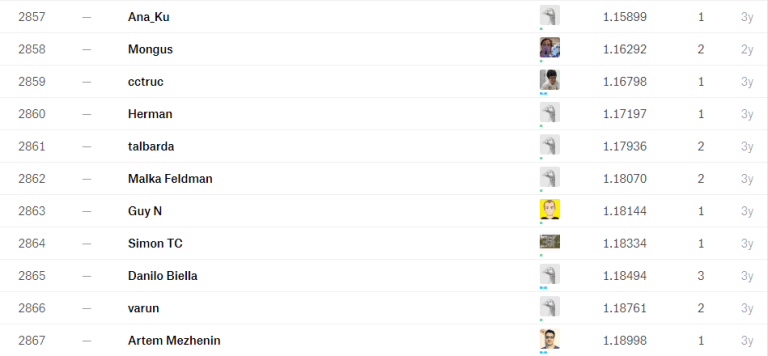 2857 — Ana_Ku 1.15899 1 3y
2858 — Mongus 1.16292 2 2y
2859 — cctruc 1.16798 1 3y
2860 — Herman 1.17197 1 3y
2861 — talbarda 1.17936 2 3y
2862 — Malka Feldman 1.18070 2 3y
2863 — Guy N 1.18144 1 3y
2864 — Simon TC 1.18334 1 3y
2865 — Danilo Biella 1.18494 3 3y
2866 — varun 1.18761 2 3y
2867 — Artem Mezhenin 1.18998 1 3y